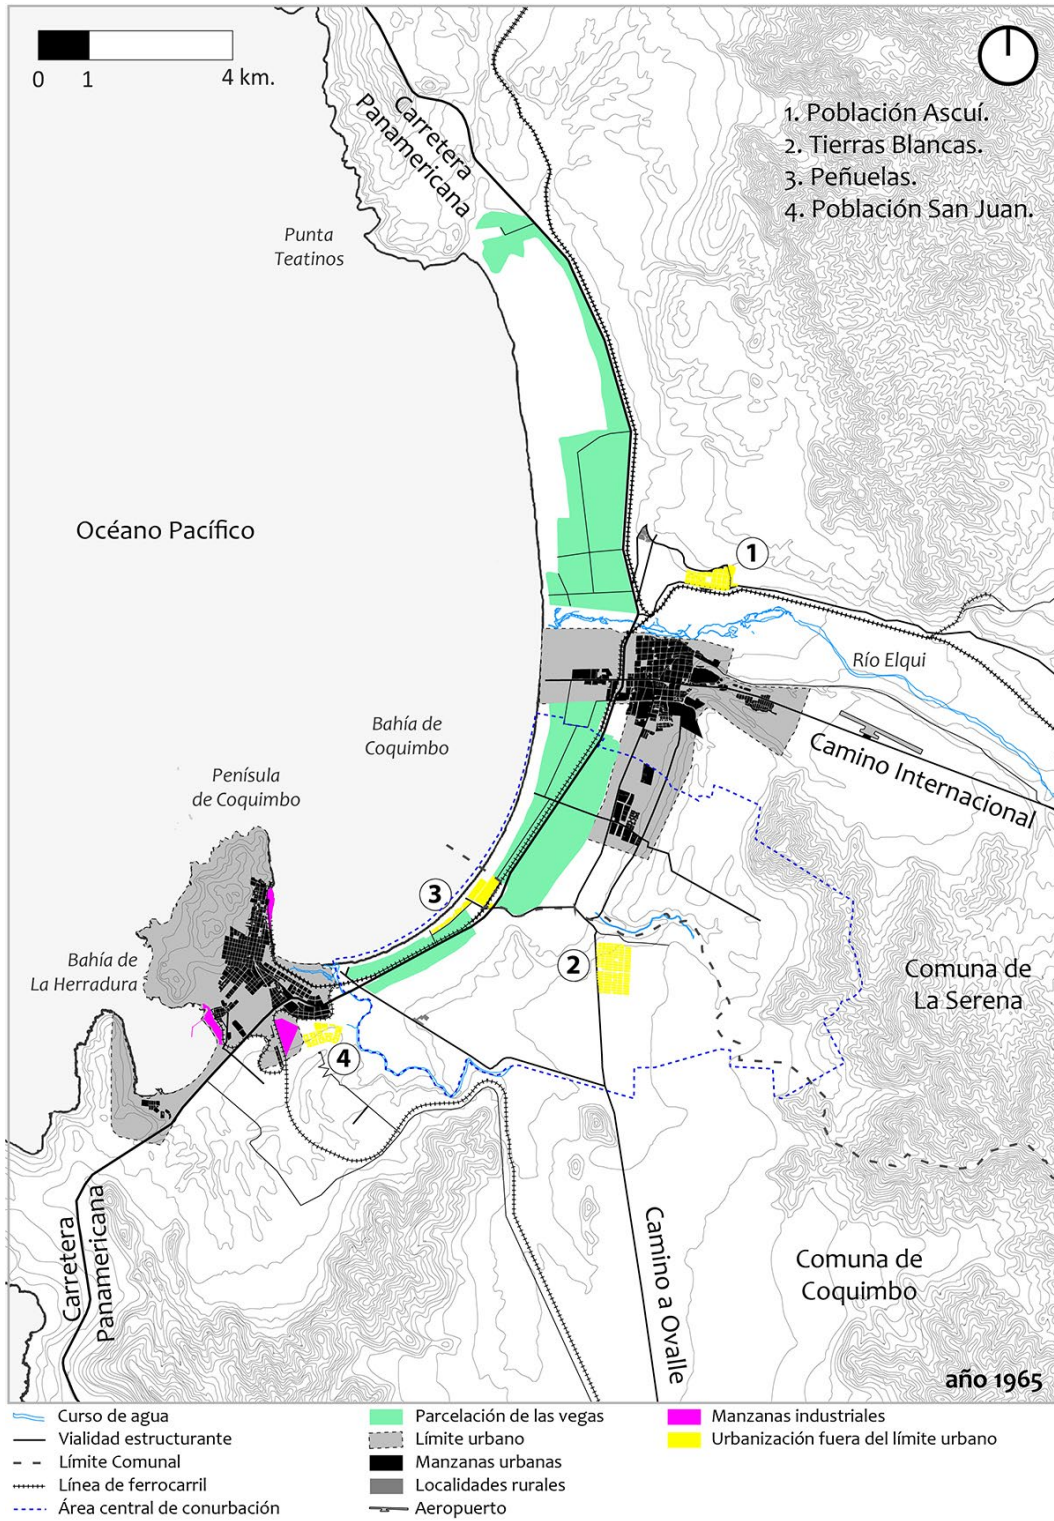 0 1 4 km.
1. Población Ascuí.
2. Tierras Blancas.
3. Peñuelas.
4. Población San Juan.
Carretera
Panamericana
Punta
Teatinos
Océano Pacífico
1
Río Elqui
Bahía de
Coquimbo
Camino Internacional
Península
de Coquimbo
3
2
Bahía de
La Herradura
Comuna de
La Serena
4
Carretera
Panamericana
Camino a Ovalle
Comuna de
Coquimbo
año 1965
Curso de agua
Vialidad estructurante
Límite Comunal
Línea de ferrocarril
Área central de conurbación
Parcelación de las vegas
Límite urbano
Manzanas urbanas
Localidades rurales
Aeropuerto
Manzanas industriales
Urbanización fuera del límite urbano